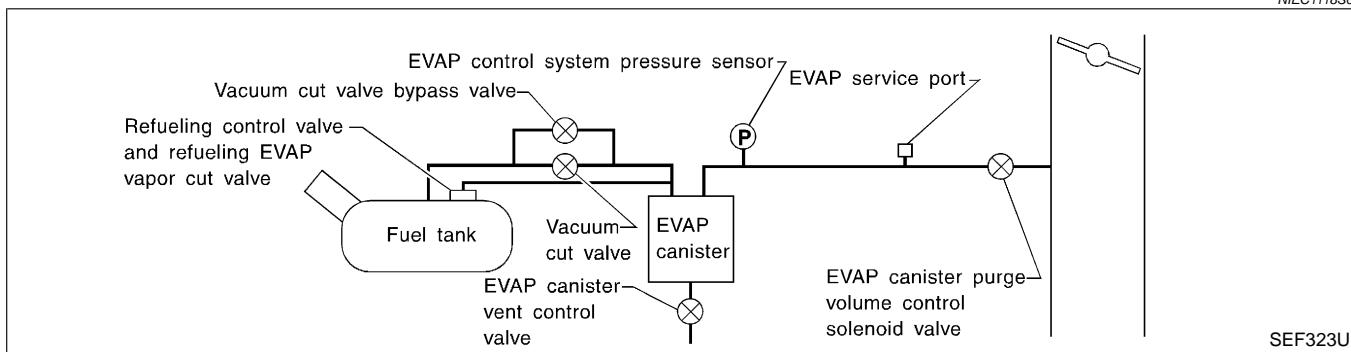 EVAP control system pressure sensor
EVAP service port
Vacuum cut valve bypass valve
Refueling control valve
and refueling EVAP
vapor cut valve
P
Fuel tank
Vacuum
cut valve
EVAP
canister
EVAP canister
vent control
valve
EVAP canister purge
volume control
solenoid valve
SEF323U